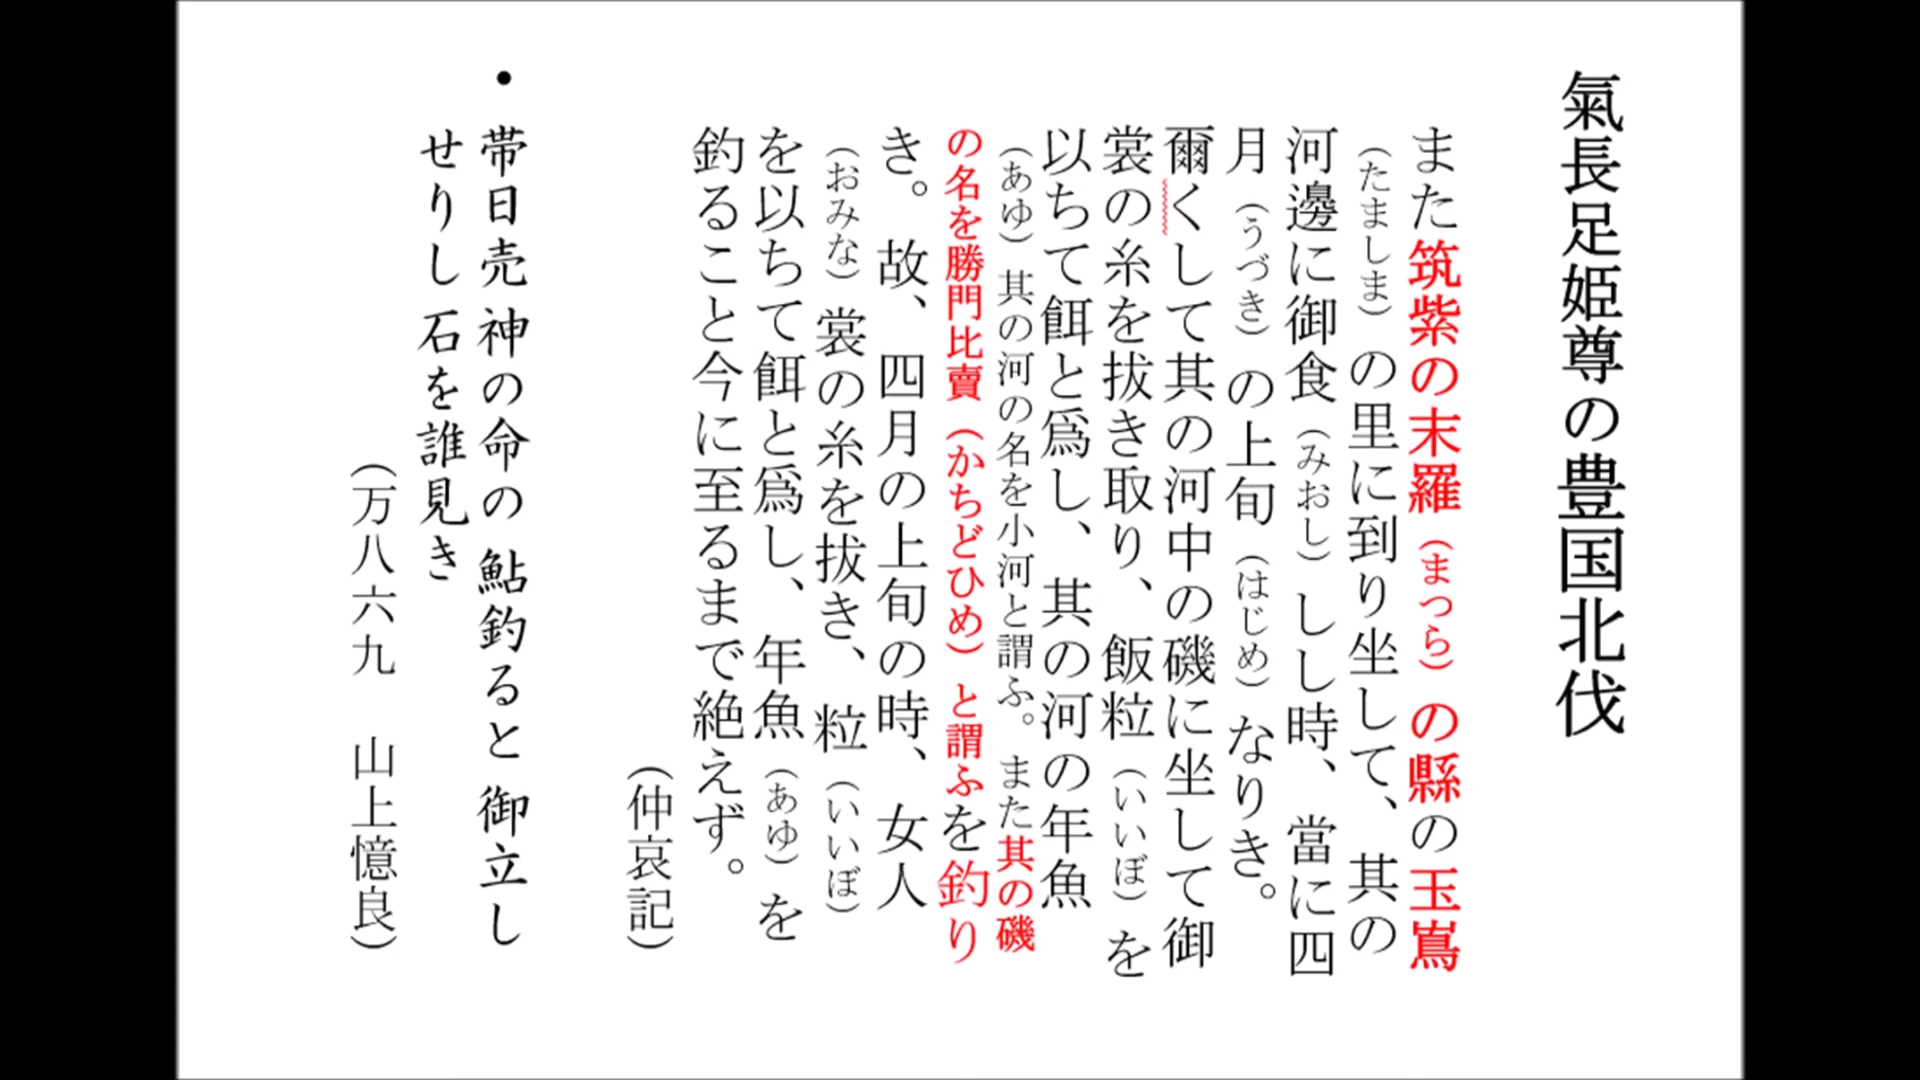 氣長足姫尊の豊国北伐
また筑紫の末羅（まつら）の縣の玉嶌
（たましま）の里に到り坐して、其の
河邊に御食（みおし）しし時、當に四
月（うづき）の上旬（はじめ）なりき。
爾くして其の河中の磯に坐して御
裳の糸を抜き取り、飯粒（いいぼ）を
以ちて餌と爲し、其の河の年魚
（あゆ）其の河の名を小河と謂ふ。また其の磯
の名を勝門比賣（かちどひめ）と謂ふを釣り
き。故、四月の上旬の時、女人
（おみな）裳の糸を抜き、粒（いいぼ）
を以ちて餌と爲し、年魚（あゆ）を
釣ること今に至るまで絶えず。
（仲哀記）
・帯日売 神の命の 鮎釣ると 御立し
せりし 石を誰見き
（万八六九　山上憶良）